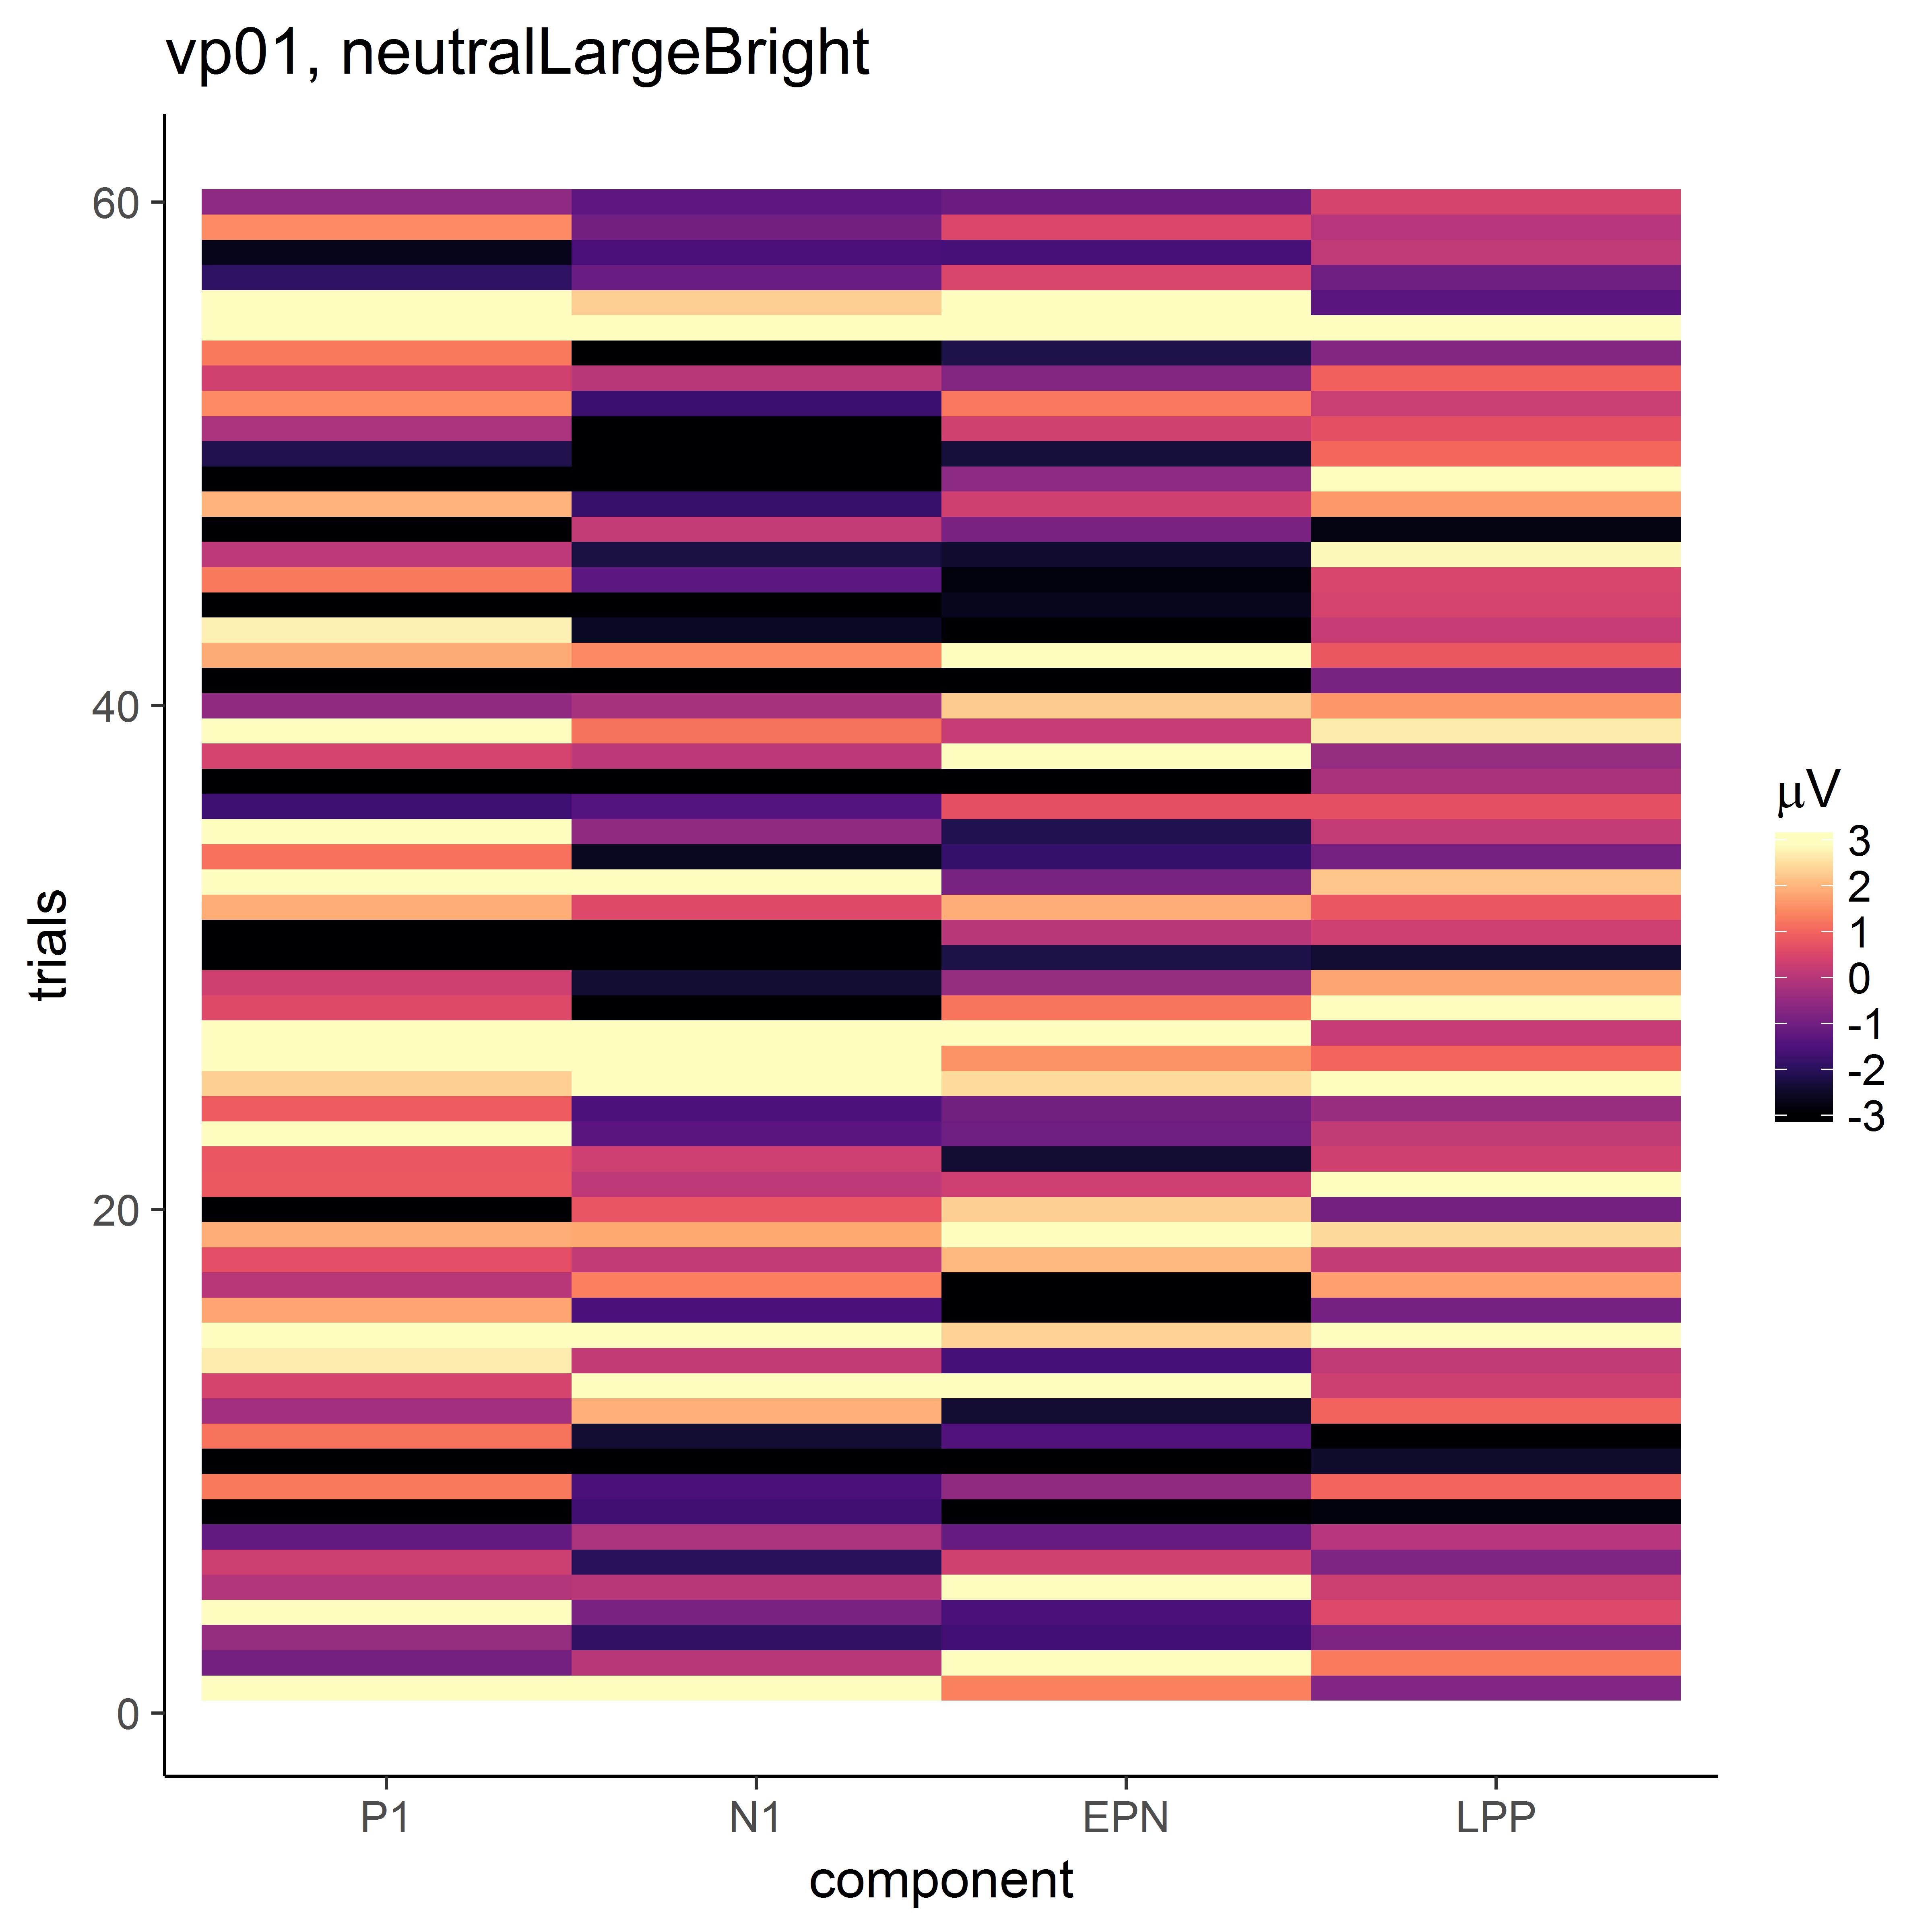 vp01, neutralLargeBright
60
40
20
0
trials
P1 N1 EPN LPP
component
μV
3
2
1
0
-1
-2
-3